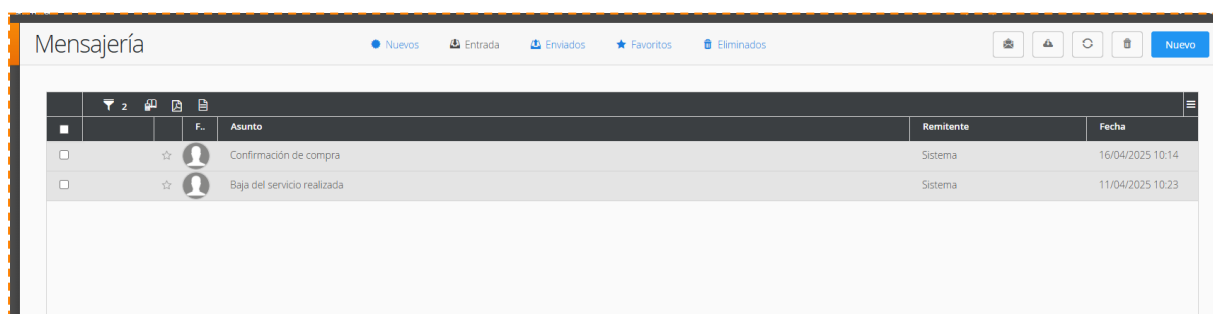 Mensajería
Nuevos Entrada Enviados Favoritos Eliminados
Nuevo
2
F.. Asunto Remitente Fecha
Confirmación de compra Sistema 16/04/2025 10:14
Baja del servicio realizada Sistema 11/04/2025 10:23